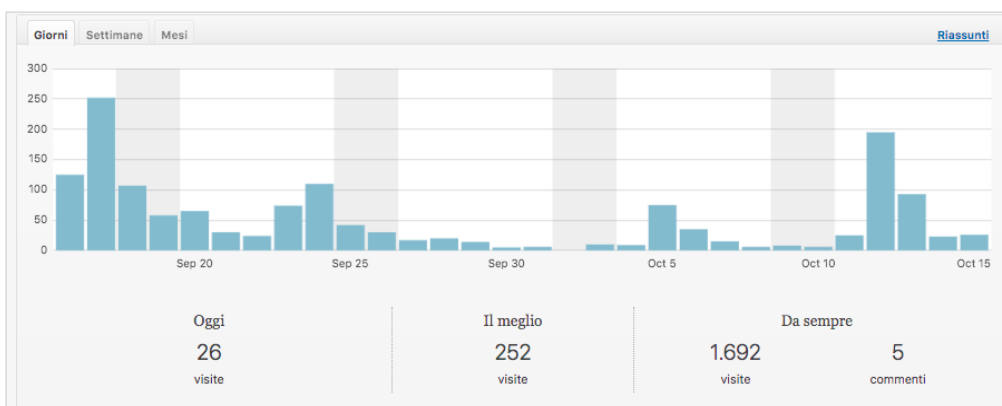 Giorni Settimane Mesi Riassunti
300
250
200
150
100
50
0
Sep 20 Sep 25 Sep 30 Oct 5 Oct 10 Oct 15
Oggi Il meglio Da sempre
26 252 1.692 5
visite visite visite commenti